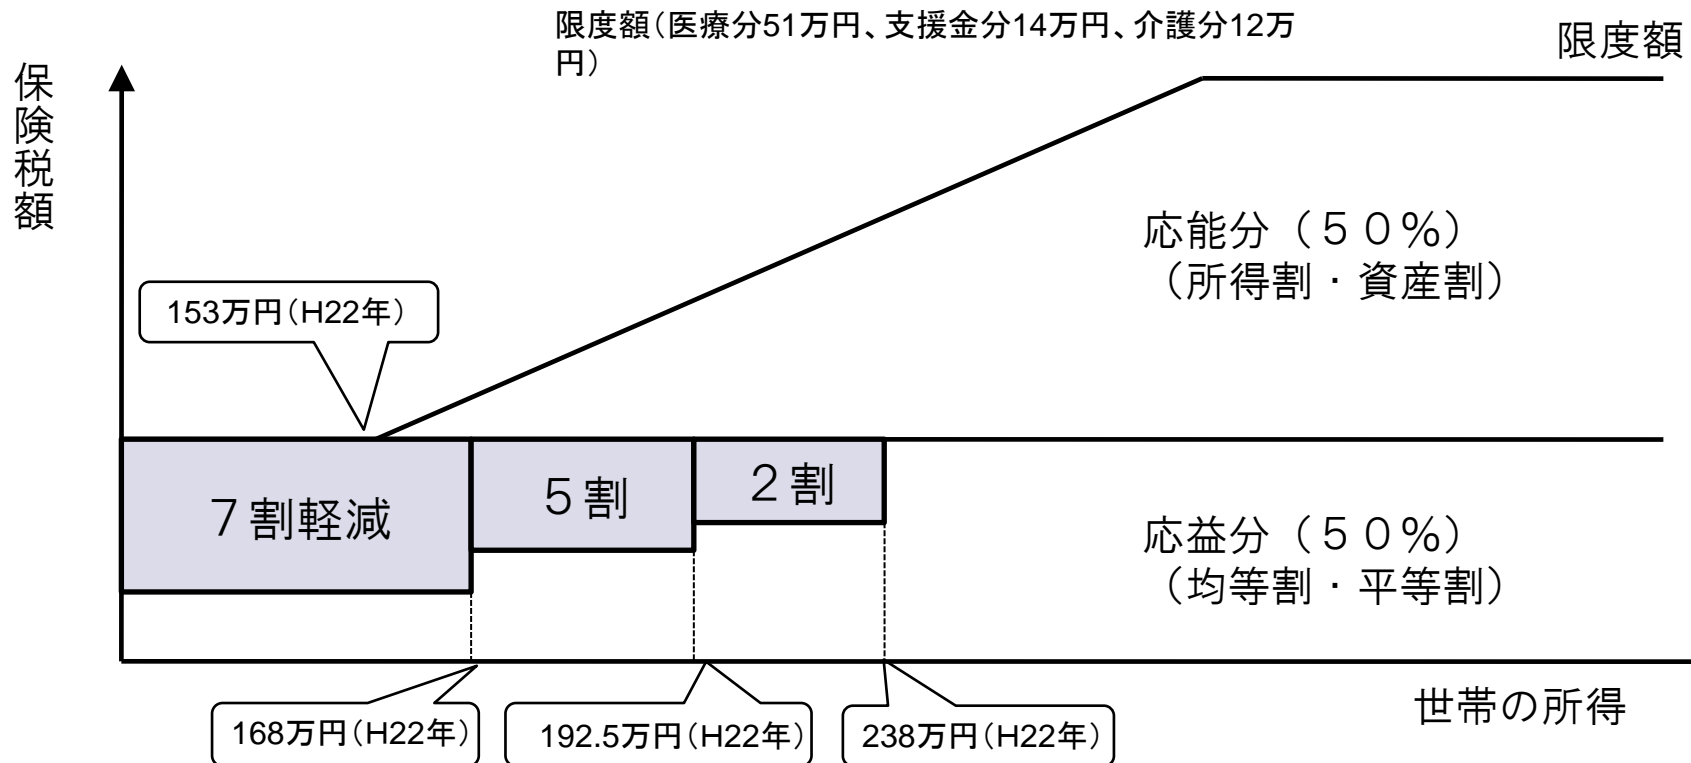 限度額（医療分51万円、支援金分14万円、介護分12万
円）
限度額
保険税額
応能分（５０％）
（所得割・資産割）
153万円（H22年）
７割軽減
５割
２割
応益分（５０％）
（均等割・平等割）
168万円（H22年）
192.5万円（H22年）
238万円（H22年）
世帯の所得